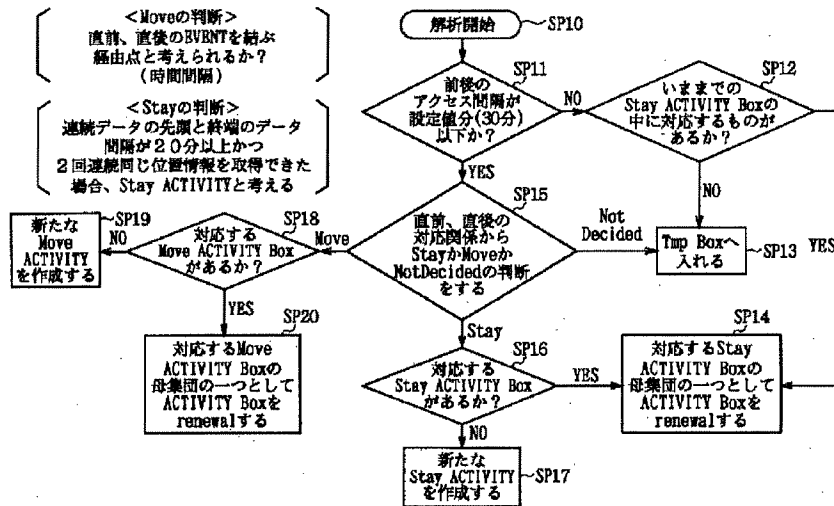 <Moveの判断>
直前、直後のEVENTを結ぶ
経由点と考えられるか?
(時間間隔)
<Stayの判断>
連続データの先頭と終端のデータ
間隔が20分以上かつ
2回連続同じ位置情報を取得できた
場合、Stay ACTIVITYと考える
解析開始
SP10
SP11
前後の
アクセス間隔が
設定値分(30分)
以下か?
NO
YES
SP12
いままでの
Stay ACTIVITY Boxの
中に対応するものが
あるか?
NO
YES
Tmp Boxへ
入れる
SP13
SP15
直前、直後の
対応関係から
StayかMoveか
NotDecidedの判断
をする
Not
Decided
Move
Stay
SP18
対応する
Move ACTIVITY Box
があるか?
NO
YES
SP19
新たな
Move
ACTIVITY
を作成する
SP20
対応するMove
ACTIVITY Boxの
母集団の一つとして
ACTIVITY Boxを
renewalする
SP16
対応する
Stay ACTIVITY Box
があるか?
YES
NO
SP14
対応するStay
ACTIVITY Boxの
母集団の一つとして
ACTIVITY Boxを
renewalする
新たな
Stay ACTIVITY
を作成する
SP17